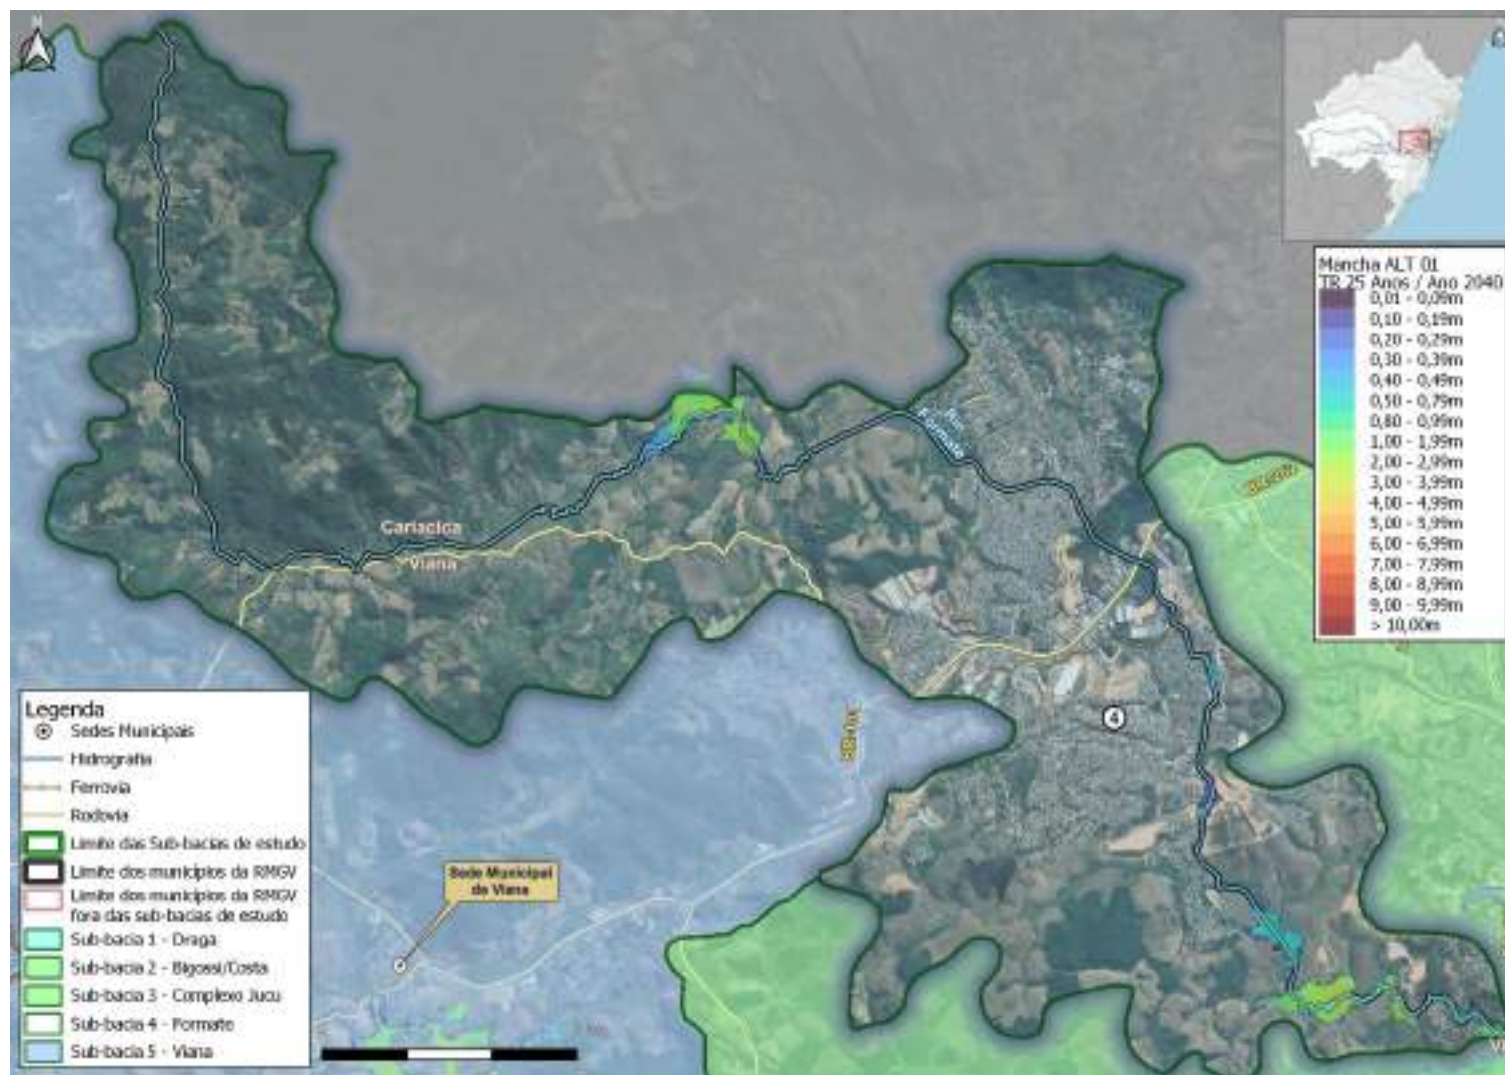 N
Mancha ALT 01
TR 25 Anos / Ano 2040
0,01 - 0,09m
0,10 - 0,19m
0,20 - 0,29m
0,30 - 0,39m
0,40 - 0,49m
0,50 - 0,79m
0,80 - 0,99m
1,00 - 1,99m
2,00 - 2,99m
3,00 - 3,99m
4,00 - 4,99m
5,00 - 5,99m
6,00 - 6,99m
7,00 - 7,99m
8,00 - 8,99m
9,00 - 9,99m
> 10,00m
Rio
Formate
Cariacica
Viana
4
Sede Municipal
de Viana
Legenda
Sedes Municipais
Hidrografia
Ferrovia
Rodovia
Limite das Sub-bacias de estudo
Limite dos municípios da RMGV
Limite dos municípios da RMGV
fora das sub-bacias de estudo
Sub-bacia 1 - Draga
Sub-bacia 2 - Bigossi/Costa
Sub-bacia 3 - Complexo Jucu
Sub-bacia 4 - Formate
Sub-bacia 5 - Viana